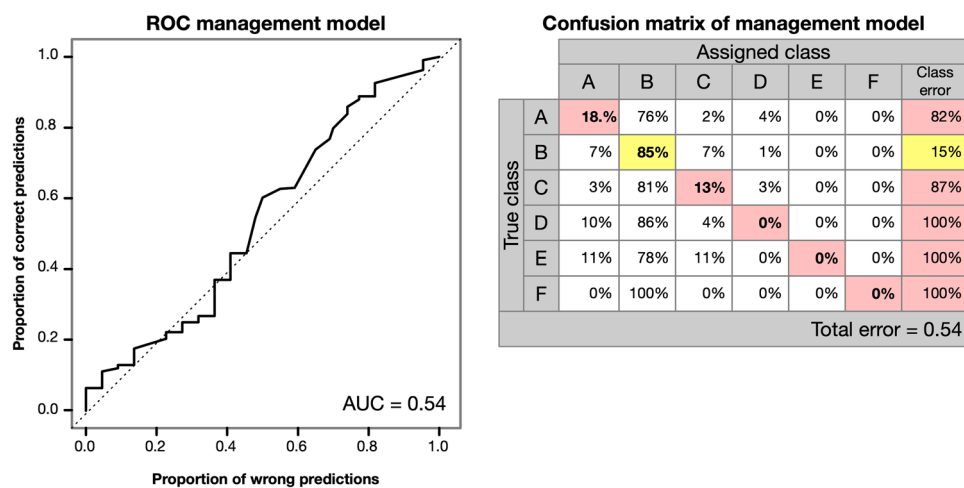 ROC management model
1.0
0.8
0.6
0.4
0.2
0.0
Proportion of correct predictions
0.0 0.2 0.4 0.6 0.8 1.0
Proportion of wrong predictions
AUC = 0.54
Confusion matrix of management model
Assigned class
A B C D E F Class error
True class
A 18.% 76% 2% 4% 0% 0% 82%
B 7% 85% 7% 1% 0% 0% 15%
C 3% 81% 13% 3% 0% 0% 87%
D 10% 86% 4% 0% 0% 0% 100%
E 11% 78% 11% 0% 0% 0% 100%
F 0% 100% 0% 0% 0% 0% 100%
Total error = 0.54